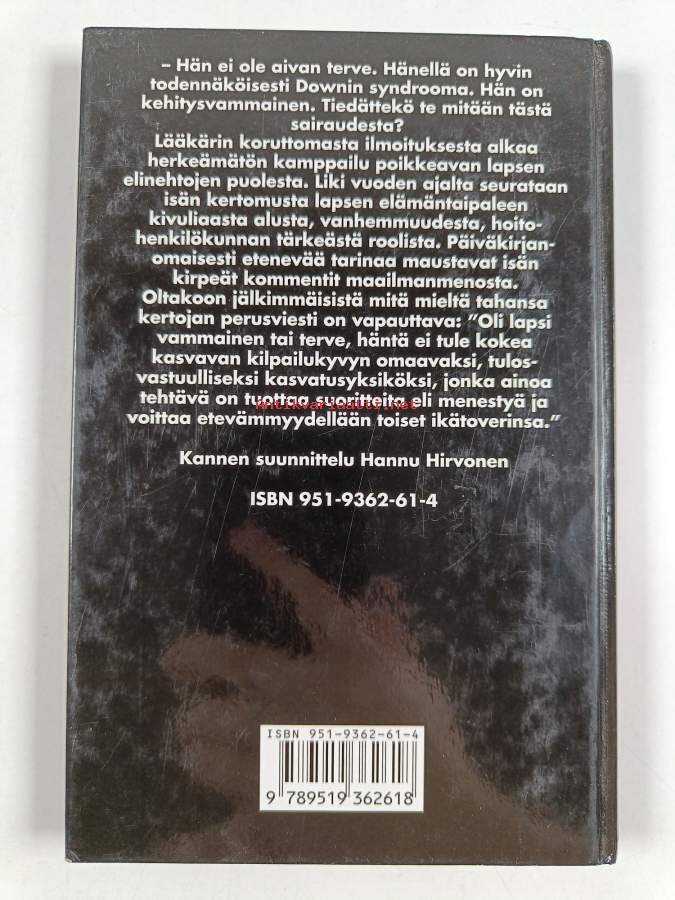 – Hän ei ole aivan terve. Hänellä on hyvin
todennäköisesti Downin syndrooma. Hän on
kehitysvammainen. Tiedättekö te mitään tästä
sairaudesta?
Lääkärin koruttomasta ilmoituksesta alkaa
herkeämätön kamppailu poikkeavan lapsen
elinehtojen puolesta. Liki vuoden ajalta seurataan
isän kertomusta lapsen elämäntaipaleen
kivuliaasta alusta, vanhemmuudesta, hoito-
henkilökunnan tärkeästä roolista. Päiväkirjan-
omaisesti etenevää tarinaa maustavat isän
kirpeät kommentit maailmanmenosta.
Oltakoon jälkimmäisistä mitä mieltä tahansa
kertojan perusviesti on vapauttava: ”Oli lapsi
vammainen tai terve, häntä ei tule kokea
kasvavan kilpailukyvyn omaavaksi, tulos-
vastuulliseksi kasvatusyksiköksi, jonka ainoa
tehtävä on tuottaa suoritteita eli menestyä ja
antikvariaatti.net
voittaa etevämmyydellään toiset ikätoverinsa.”
Kannen suunnittelu Hannu Hirvonen
ISBN 951-9362-61-4
ISBN 951-9362-61-4
9 789519 362618